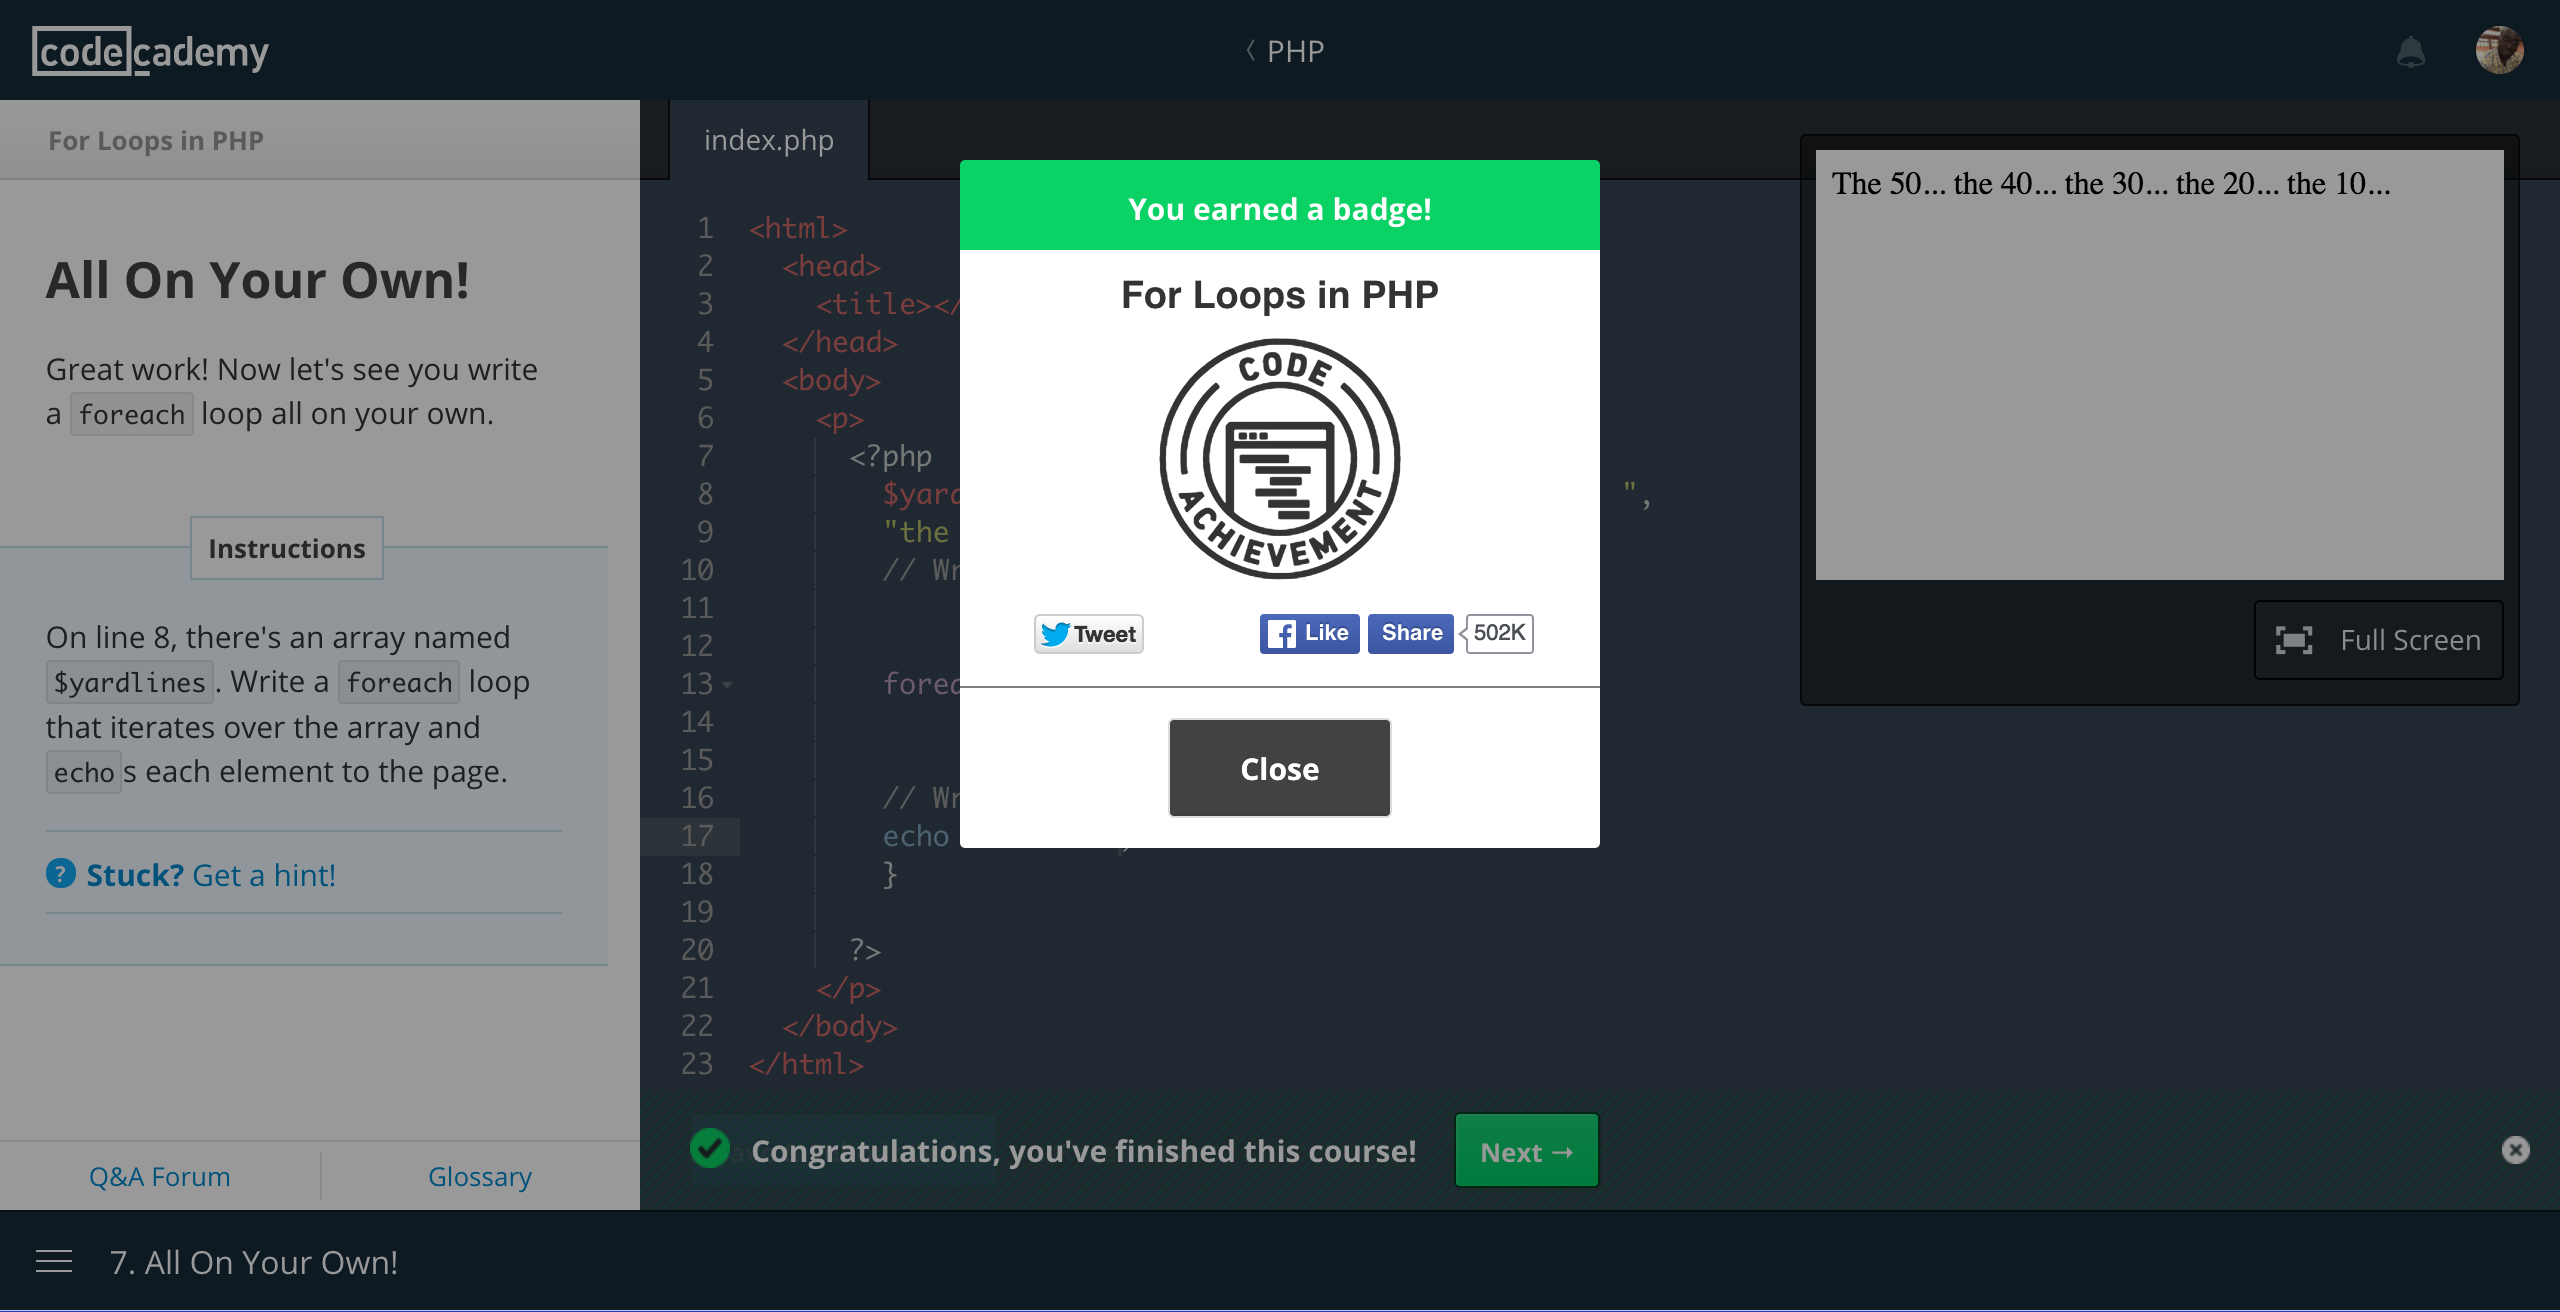 codecademy
PHP
For Loops in PHP
All On Your Own!
Great work! Now let's see you write
a foreach loop all on your own.
Instructions
On line 8, there's an array named
$yardlines. Write a foreach loop
that iterates over the array and
echos each element to the page.
? Stuck? Get a hint!
Q&A Forum
Glossary
7. All On Your Own!
index.php
1 <html>
2 <head>
3 <title></
4 </head>
5 <body>
6 <p>
7 <?php
8 $yard ",
9 "the
10 // Wr
11
12
13 forea
14
15
16 // Wr
17 echo ;
18 }
19
20 ?>
21 </p>
22 </body>
23 </html>
Congratulations, you've finished this course!
Next →
You earned a badge!
For Loops in PHP
CODE
ACHIEVEMENT
Tweet
Like
Share
502K
Close
The 50... the 40... the 30... the 20... the 10...
Full Screen